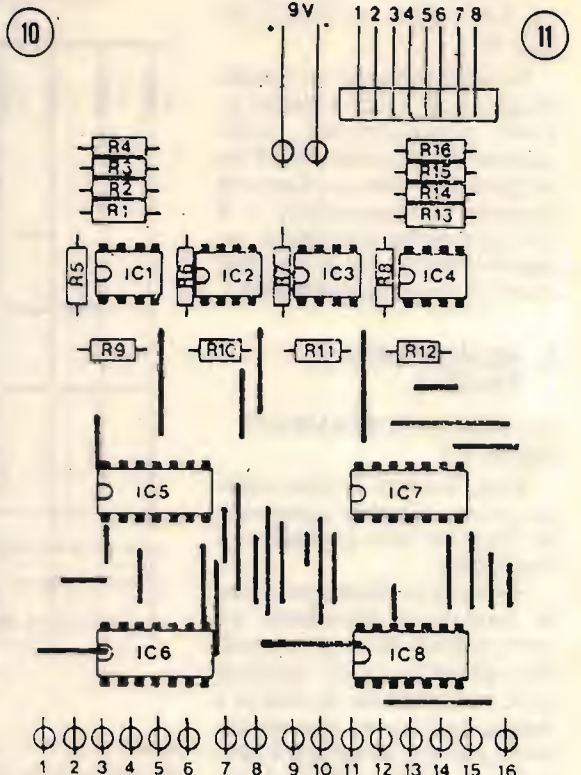 10 9V 11
1 2 3 4 5 6 7 8
R4 R16
R3 R15
R2 R14
R1 R13
R5 IC1 R6 IC2 R7 IC3 R8 IC4
R9 R10 R11 R12
IC5 IC7
IC6 IC8
1 2 3 4 5 6 7 8 9 10 11 12 13 14 15 16